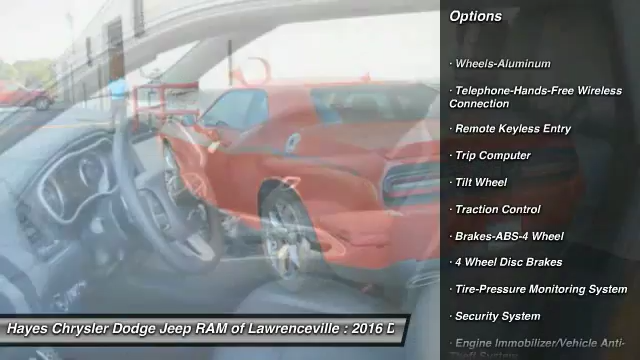 Options
· Wheels-Aluminum
· Telephone-Hands-Free Wireless
Connection
· Remote Keyless Entry
· Trip Computer
· Tilt Wheel
· Traction Control
· Brakes-ABS-4 Wheel
· 4 Wheel Disc Brakes
· Tire-Pressure Monitoring System
· Security System
· Engine Immobilizer/Vehicle Anti-
Theft System
Hayes Chrysler Dodge Jeep RAM of Lawrenceville : 2016 D